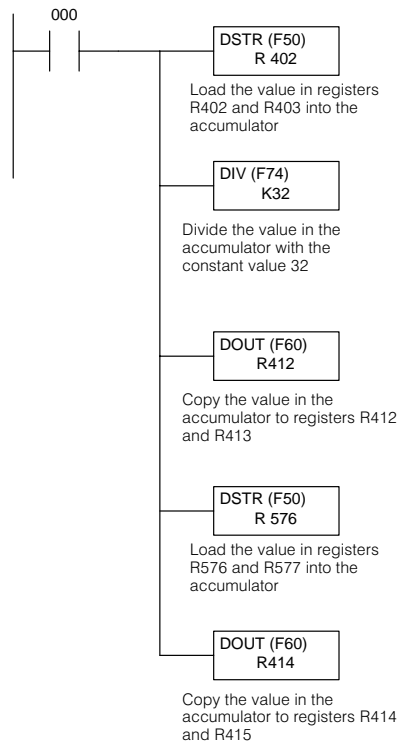 000
DSTR (F50)
R 402
Load the value in registers
R402 and R403 into the
accumulator
DIV (F74)
K32
Divide the value in the
accumulator with the
constant value 32
DOUT (F60)
R412
Copy the value in the
accumulator to registers R412
and R413
DSTR (F50)
R 576
Load the value in registers
R576 and R577 into the
accumulator
DOUT (F60)
R414
Copy the value in the
accumulator to registers R414
and R415